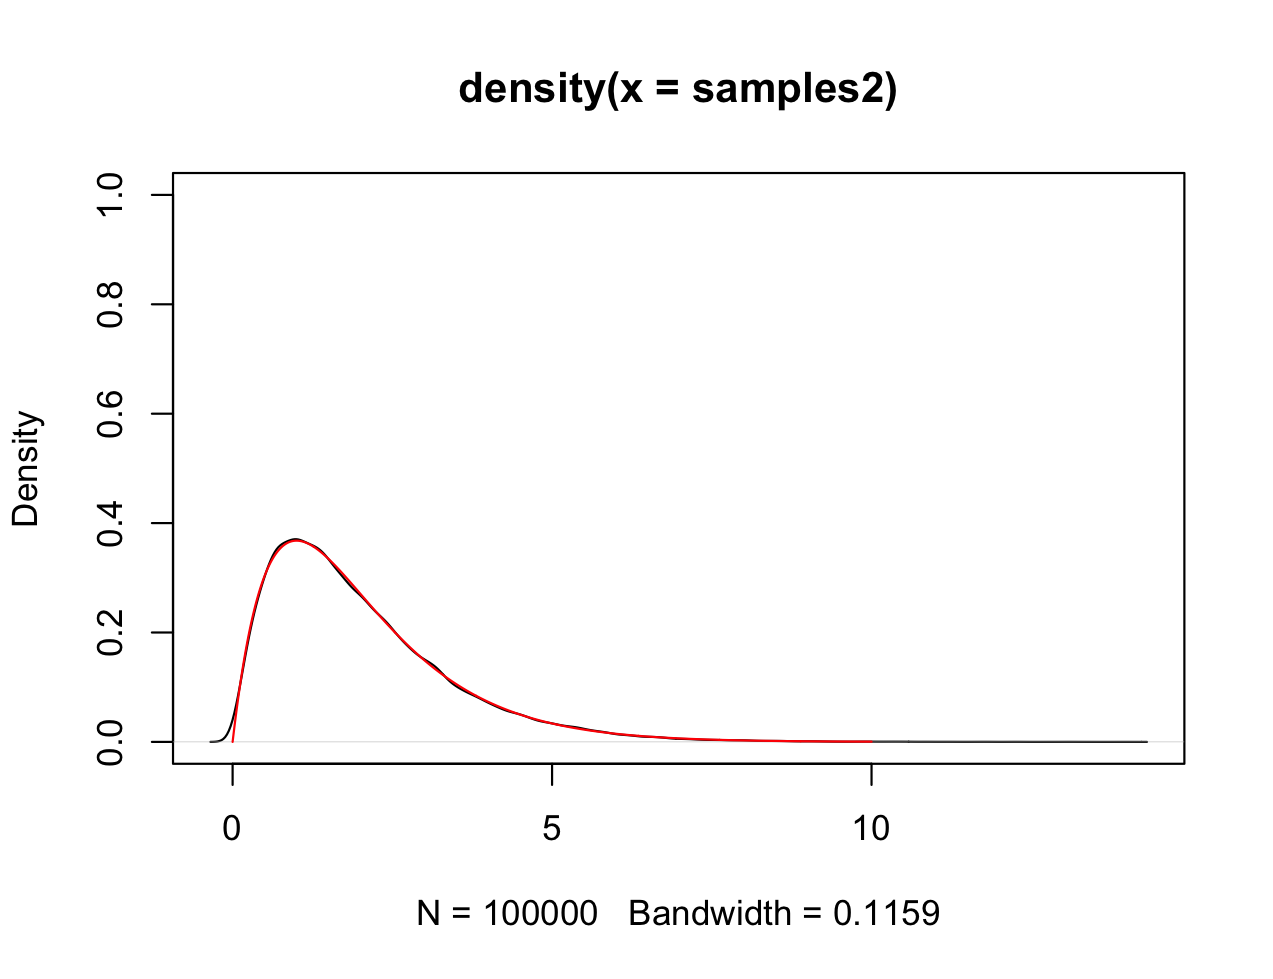 density(x = samples2)
1.0
0.8
0.6
0.4
0.2
0.0
Density
0 5 10
N = 100000 Bandwidth = 0.1159